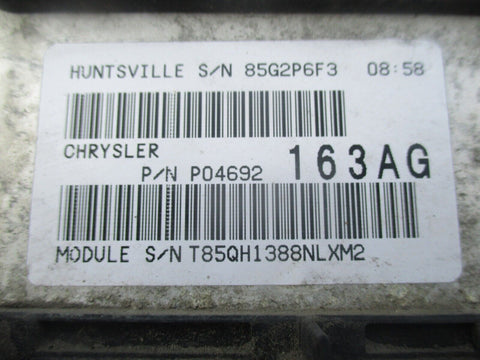 HUNTSVILLE S/N 85G2P6F3 08:58
CHRYSLER
P/N P04692 163AG
MODULE S/N T85QH1388NLXM2